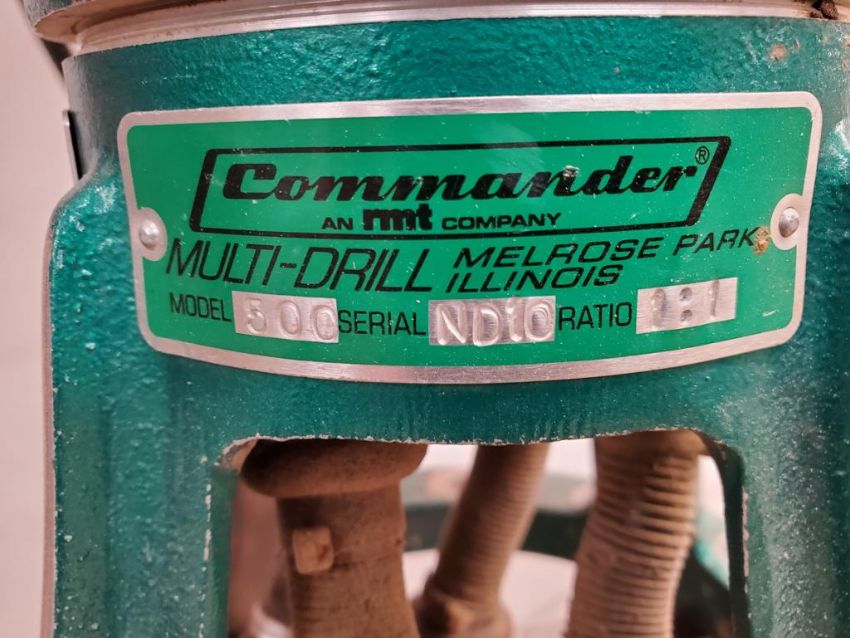 Commander®
AN rmt COMPANY
MULTI-DRILL MELROSE PARK
ILLINOIS
MODEL 500 SERIAL ND10 RATIO 1:1